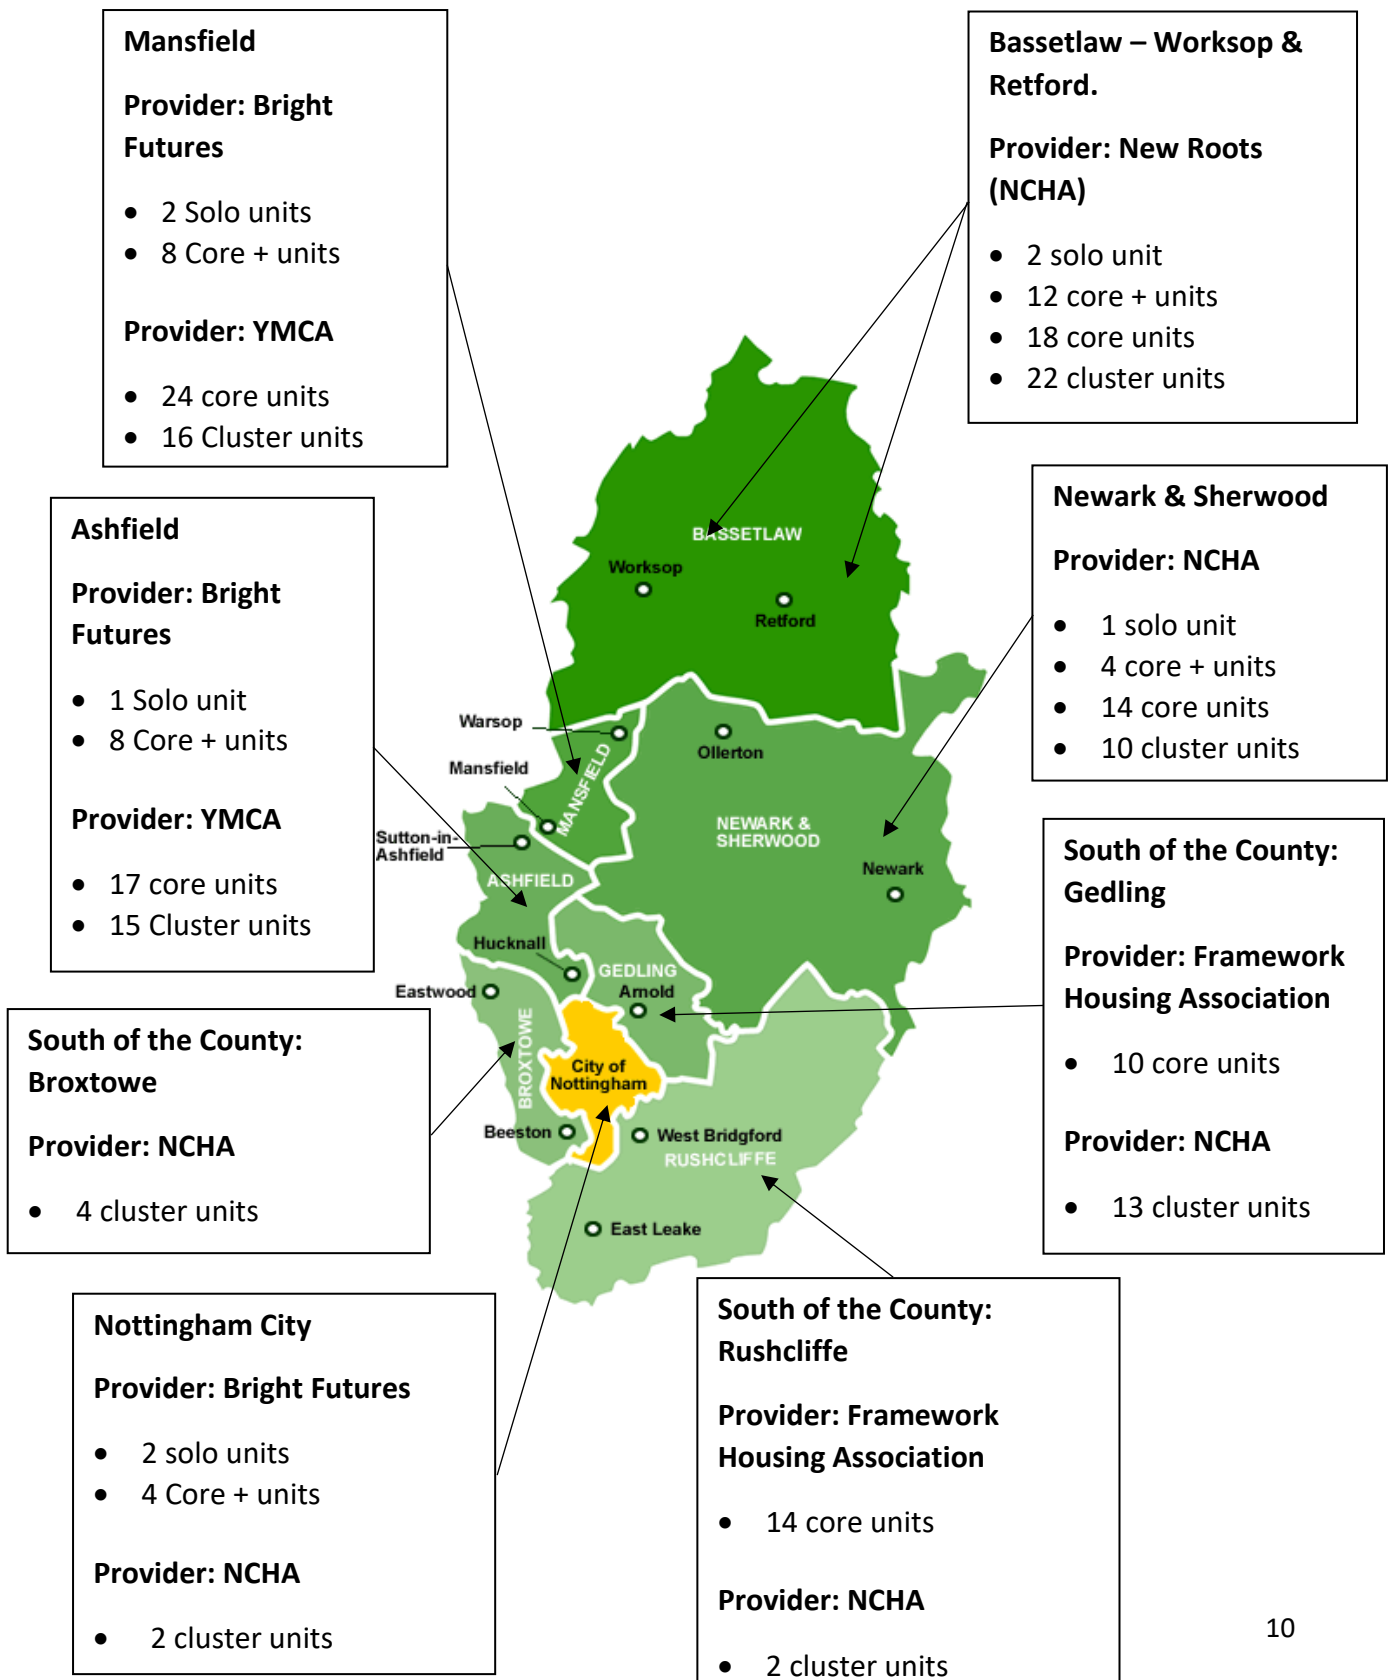 Mansfield
Provider: Bright
Futures
• 2 Solo units
• 8 Core + units
Provider: YMCA
• 24 core units
• 16 Cluster units
Bassetlaw – Worksop &
Retford.
Provider: New Roots
(NCHA)
• 2 solo unit
• 12 core + units
• 18 core units
• 22 cluster units
Ashfield
Provider: Bright
Futures
• 1 Solo unit
• 8 Core + units
Provider: YMCA
• 17 core units
• 15 Cluster units
Newark & Sherwood
Provider: NCHA
• 1 solo unit
• 4 core + units
• 14 core units
• 10 cluster units
BASSETLAW
Worksop
Retford
Warsop
Ollerton
Mansfield
MANSFIELD
NEWARK &
SHERWOOD
Sutton-in-
Ashfield
ASHFIELD
Newark
Hucknall
GEDLING
Arnold
Eastwood
BROXTOWE
City of
Nottingham
Beeston
West Bridgford
RUSHCLIFFE
East Leake
South of the County:
Gedling
Provider: Framework
Housing Association
• 10 core units
Provider: NCHA
• 13 cluster units
South of the County:
Broxtowe
Provider: NCHA
• 4 cluster units
Nottingham City
Provider: Bright Futures
• 2 solo units
• 4 Core + units
Provider: NCHA
• 2 cluster units
South of the County:
Rushcliffe
Provider: Framework
Housing Association
• 14 core units
Provider: NCHA
• 2 cluster units
10